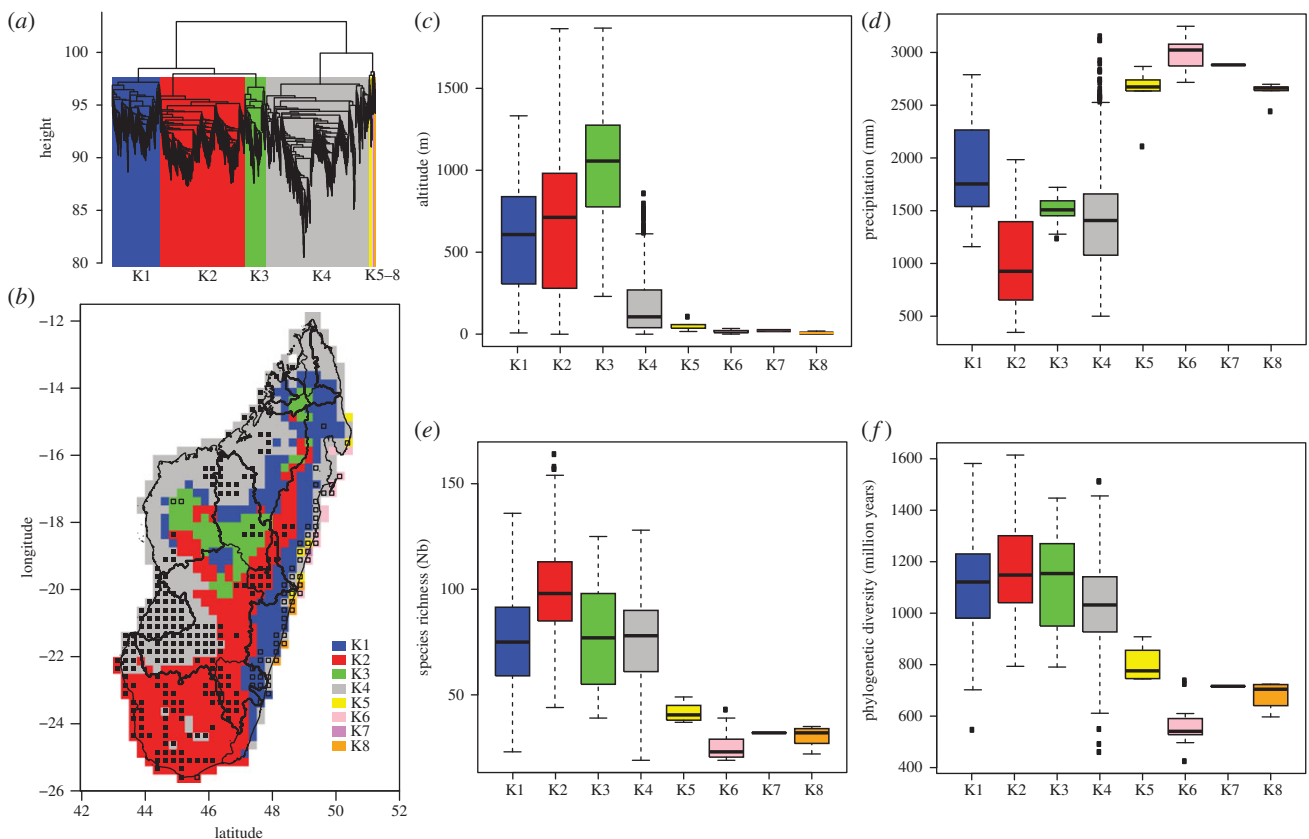 (a)
100
95
90
85
80
height
K1 K2 K3 K4 K5–8
(b)
−12
−14
−16
−18
−20
−22
−24
−26
longitude
K1
K2
K3
K4
K5
K6
K7
K8
42 44 46 48 50 52
latitude
(c)
1500
1000
500
0
altitude (m)
K1 K2 K3 K4 K5 K6 K7 K8
(d)
3000
2500
2000
1500
1000
500
precipitation (mm)
K1 K2 K3 K4 K5 K6 K7 K8
(e)
150
100
50
species richness (Nb)
K1 K2 K3 K4 K5 K6 K7 K8
(f)
1600
1400
1200
1000
800
600
400
phylogenetic diversity (million years)
K1 K2 K3 K4 K5 K6 K7 K8